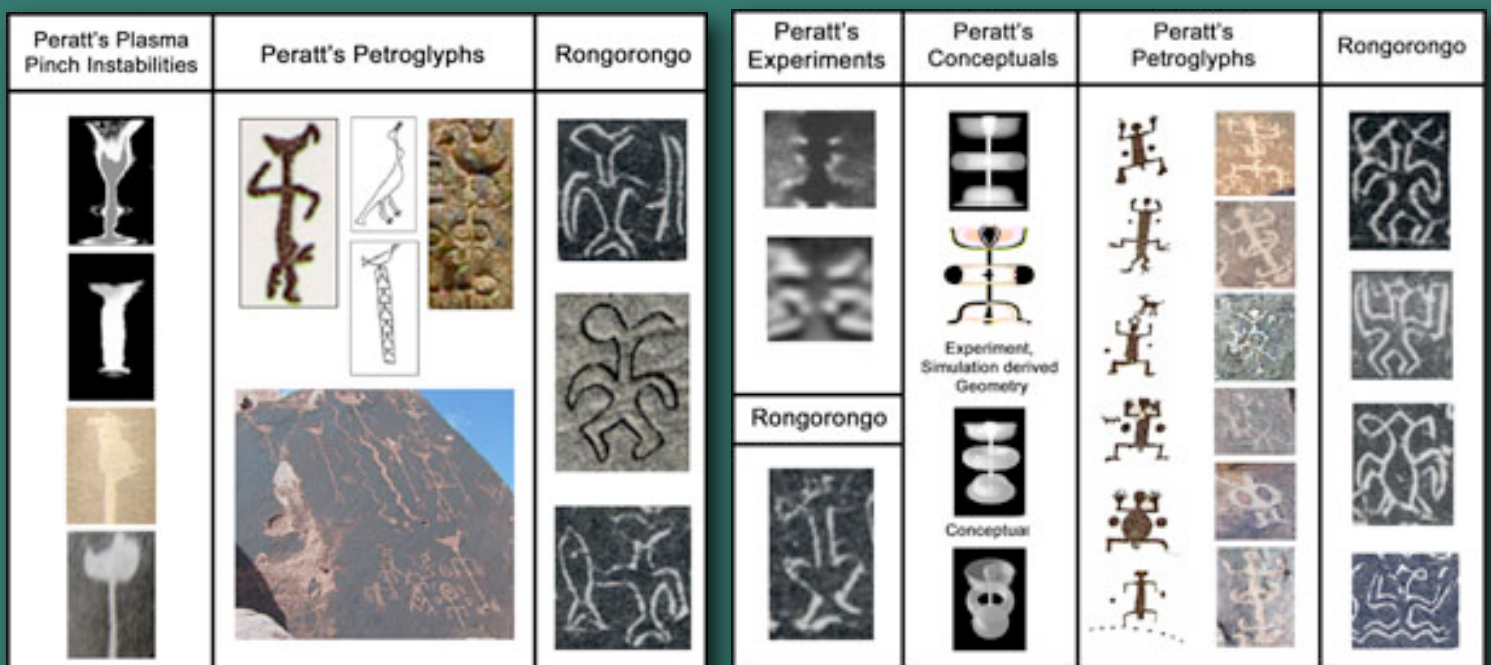 Peratt's Plasma
Pinch Instabilities
Peratt's Petroglyphs
Rongorongo
Peratt's
Experiments
Rongorongo
Peratt's
Conceptuals
Experiment,
Simulation derived
Geometry
Conceptual
Peratt's
Petroglyphs
Rongorongo